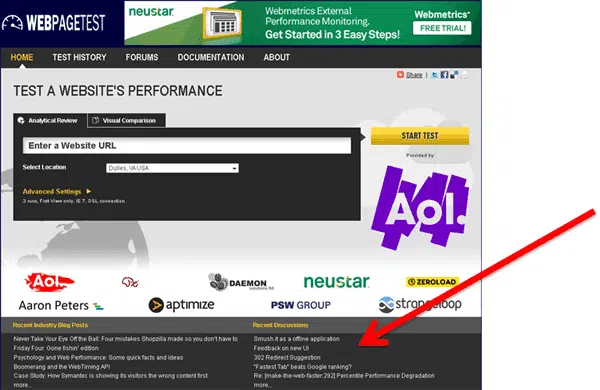 WEBPAGETEST
neustar
Webmetrics External
Performance Monitoring.
Get Started in 3 Easy Steps!
Webmetrics
FREE TRIAL!
HOME TEST HISTORY FORUMS DOCUMENTATION ABOUT
Share
TEST A WEBSITE'S PERFORMANCE
Analytical Review Visual Comparison
Enter a Website URL
START TEST
Provided by
Select Location Dulles, VA USA
Advanced Settings
3 runs, First View only, IE 7, DSL connection
Aol.
Aol. DAEMON solutions ltd neustar ZEROLOAD
Aaron Peters aptimize PSW GROUP strangeloop
Recent Industry Blog Posts
Never Take Your Eye Off the Ball: Four mistakes Shopzilla made so you don't have to
Friday Four: Gone fishin' edition
Psychology and Web Performance: Some quick facts and ideas
Boomerang and the WebTiming API
Case Study: How Symantec is showing its visitors the wrong content first
more...
Recent Discussions
Smush.it as a offline application
Feedback on new UI
302 Redirect Suggestion
"Fastest Tab" beats Google ranking?
Re: [make-the-web-faster:292] Percentile Performance Degradation
more...